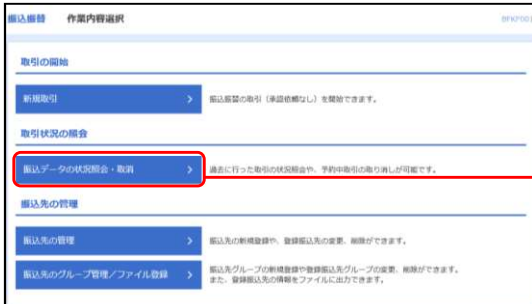 振込振替 作業内容選択
取引の開始
新規取引
振込振替の取引（承認依頼なし）を開始できます。
取引状況の照会
振込データの状況照会・取消
過去に行った取引の状況照会や、予約中取引の取り消しが可能です。
振込先の管理
振込先の管理
振込先の新規登録や、登録振込先の変更、削除ができます。
振込先のグループ管理／ファイル登録
振込先グループの新規登録や登録振込先グループの変更、削除ができます。
また、登録振込先の情報をファイルに出力できます。